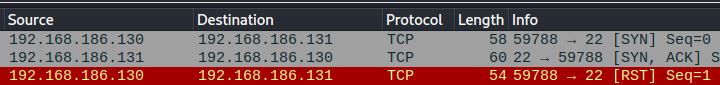 Source Destination Protocol Length Info
192.168.186.130 192.168.186.131 TCP 58 59788 → 22 [SYN] Seq=0
192.168.186.131 192.168.186.130 TCP 60 22 → 59788 [SYN, ACK] S
192.168.186.130 192.168.186.131 TCP 54 59788 → 22 [RST] Seq=1